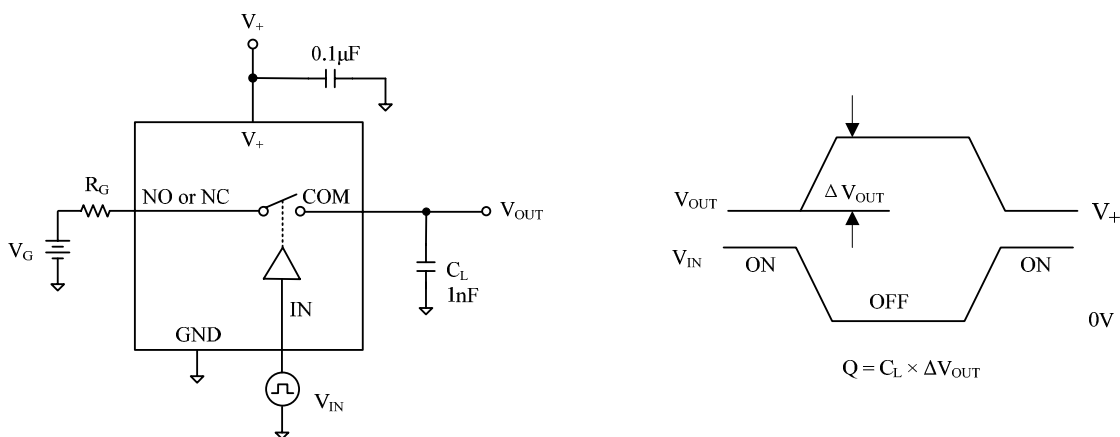 V+
0.1μF
V+
RG
NO or NC
COM
VOUT
VG
CL
1nF
IN
GND
VIN
VOUT
ΔVOUT
V+
VIN
ON
OFF
ON
0V
Q = CL × ΔVOUT